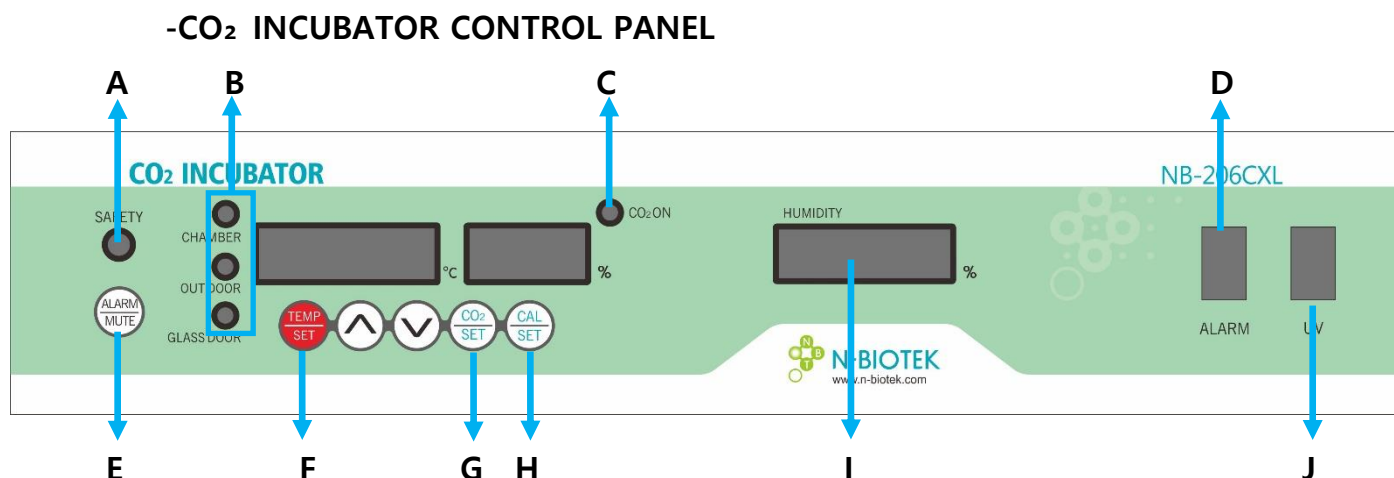 -CO₂ INCUBATOR CONTROL PANEL
A B C D
CO₂ INCUBATOR
NB-206CXL
SAFETY
CO₂ ON
HUMIDITY
CHAMBER
°C
%
%
OUTDOOR
ALARM
MUTE
GLASS DOOR
TEMP
SET
CO₂
SET
CAL
SET
ALARM
UV
N
B
T
N-BIOTEK
www.n-biotek.com
E F G H I J